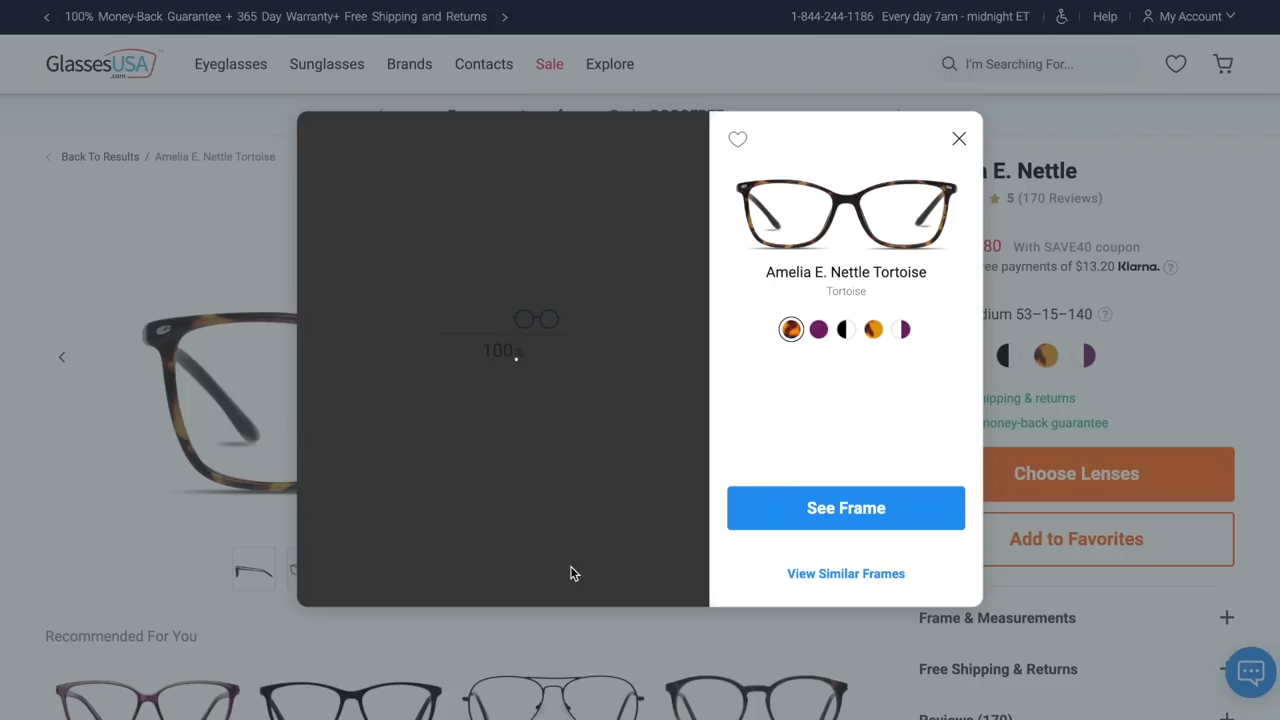 100% Money-Back Guarantee + 365 Day Warranty+ Free Shipping and Returns
1-844-244-1186 Every day 7am - midnight ET
Help
My Account
GlassesUSA
.com
Eyeglasses
Sunglasses
Brands
Contacts
Sale
Explore
I'm Searching For...
Back To Results / Amelia E. Nettle Tortoise
100%
Amelia E. Nettle Tortoise
Tortoise
See Frame
View Similar Frames
E. Nettle
5 (170 Reviews)
80 With SAVE40 coupon
payments of $13.20 Klarna. ?
53–15–140 ?
& returns
money-back guarantee
Choose Lenses
Add to Favorites
Recommended For You
Frame & Measurements
Free Shipping & Returns